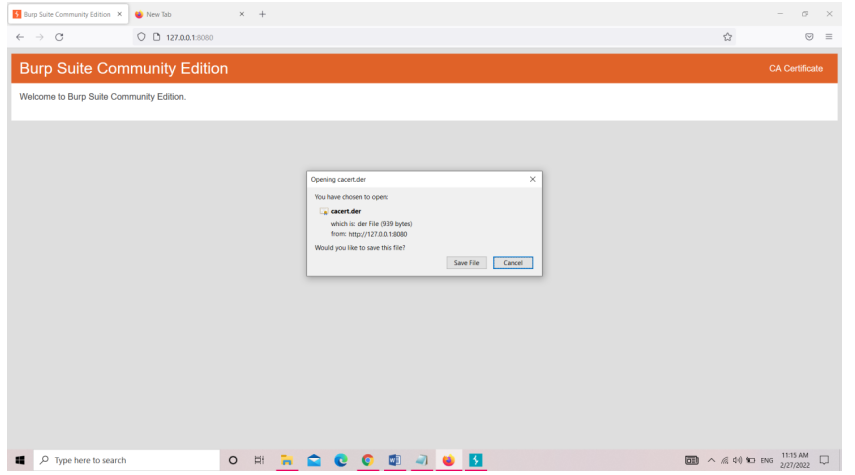 Burp Suite Community Edition
New Tab
127.0.0.1:8080
Burp Suite Community Edition
CA Certificate
Welcome to Burp Suite Community Edition.
Opening cacert.der
You have chosen to open:
cacert.der
which is: der File (939 bytes)
from: http://127.0.0.1:8080
Would you like to save this file?
Save File
Cancel
Type here to search
ENG
11:15 AM
2/27/2022